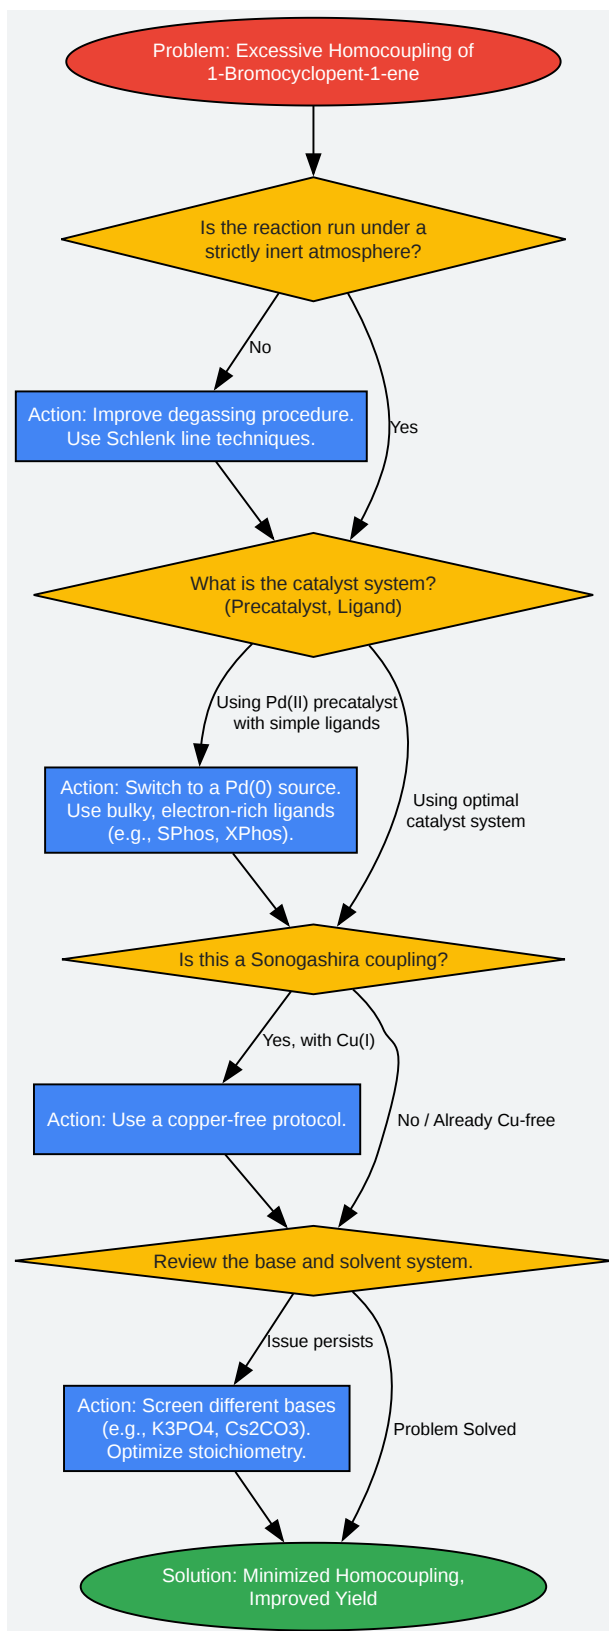 Problem: Excessive Homocoupling of
1-Bromocyclopent-1-ene
Is the reaction run under a
strictly inert atmosphere?
No
Action: Improve degassing procedure.
Use Schlenk line techniques.
Yes
What is the catalyst system?
(Precatalyst, Ligand)
Using Pd(II) precatalyst
with simple ligands
Action: Switch to a Pd(0) source.
Use bulky, electron-rich ligands
(e.g., SPhos, XPhos).
Using optimal
catalyst system
Is this a Sonogashira coupling?
Yes, with Cu(I)
Action: Use a copper-free protocol.
No / Already Cu-free
Review the base and solvent system.
Issue persists
Action: Screen different bases
(e.g., K3PO4, Cs2CO3).
Optimize stoichiometry.
Problem Solved
Solution: Minimized Homocoupling,
Improved Yield